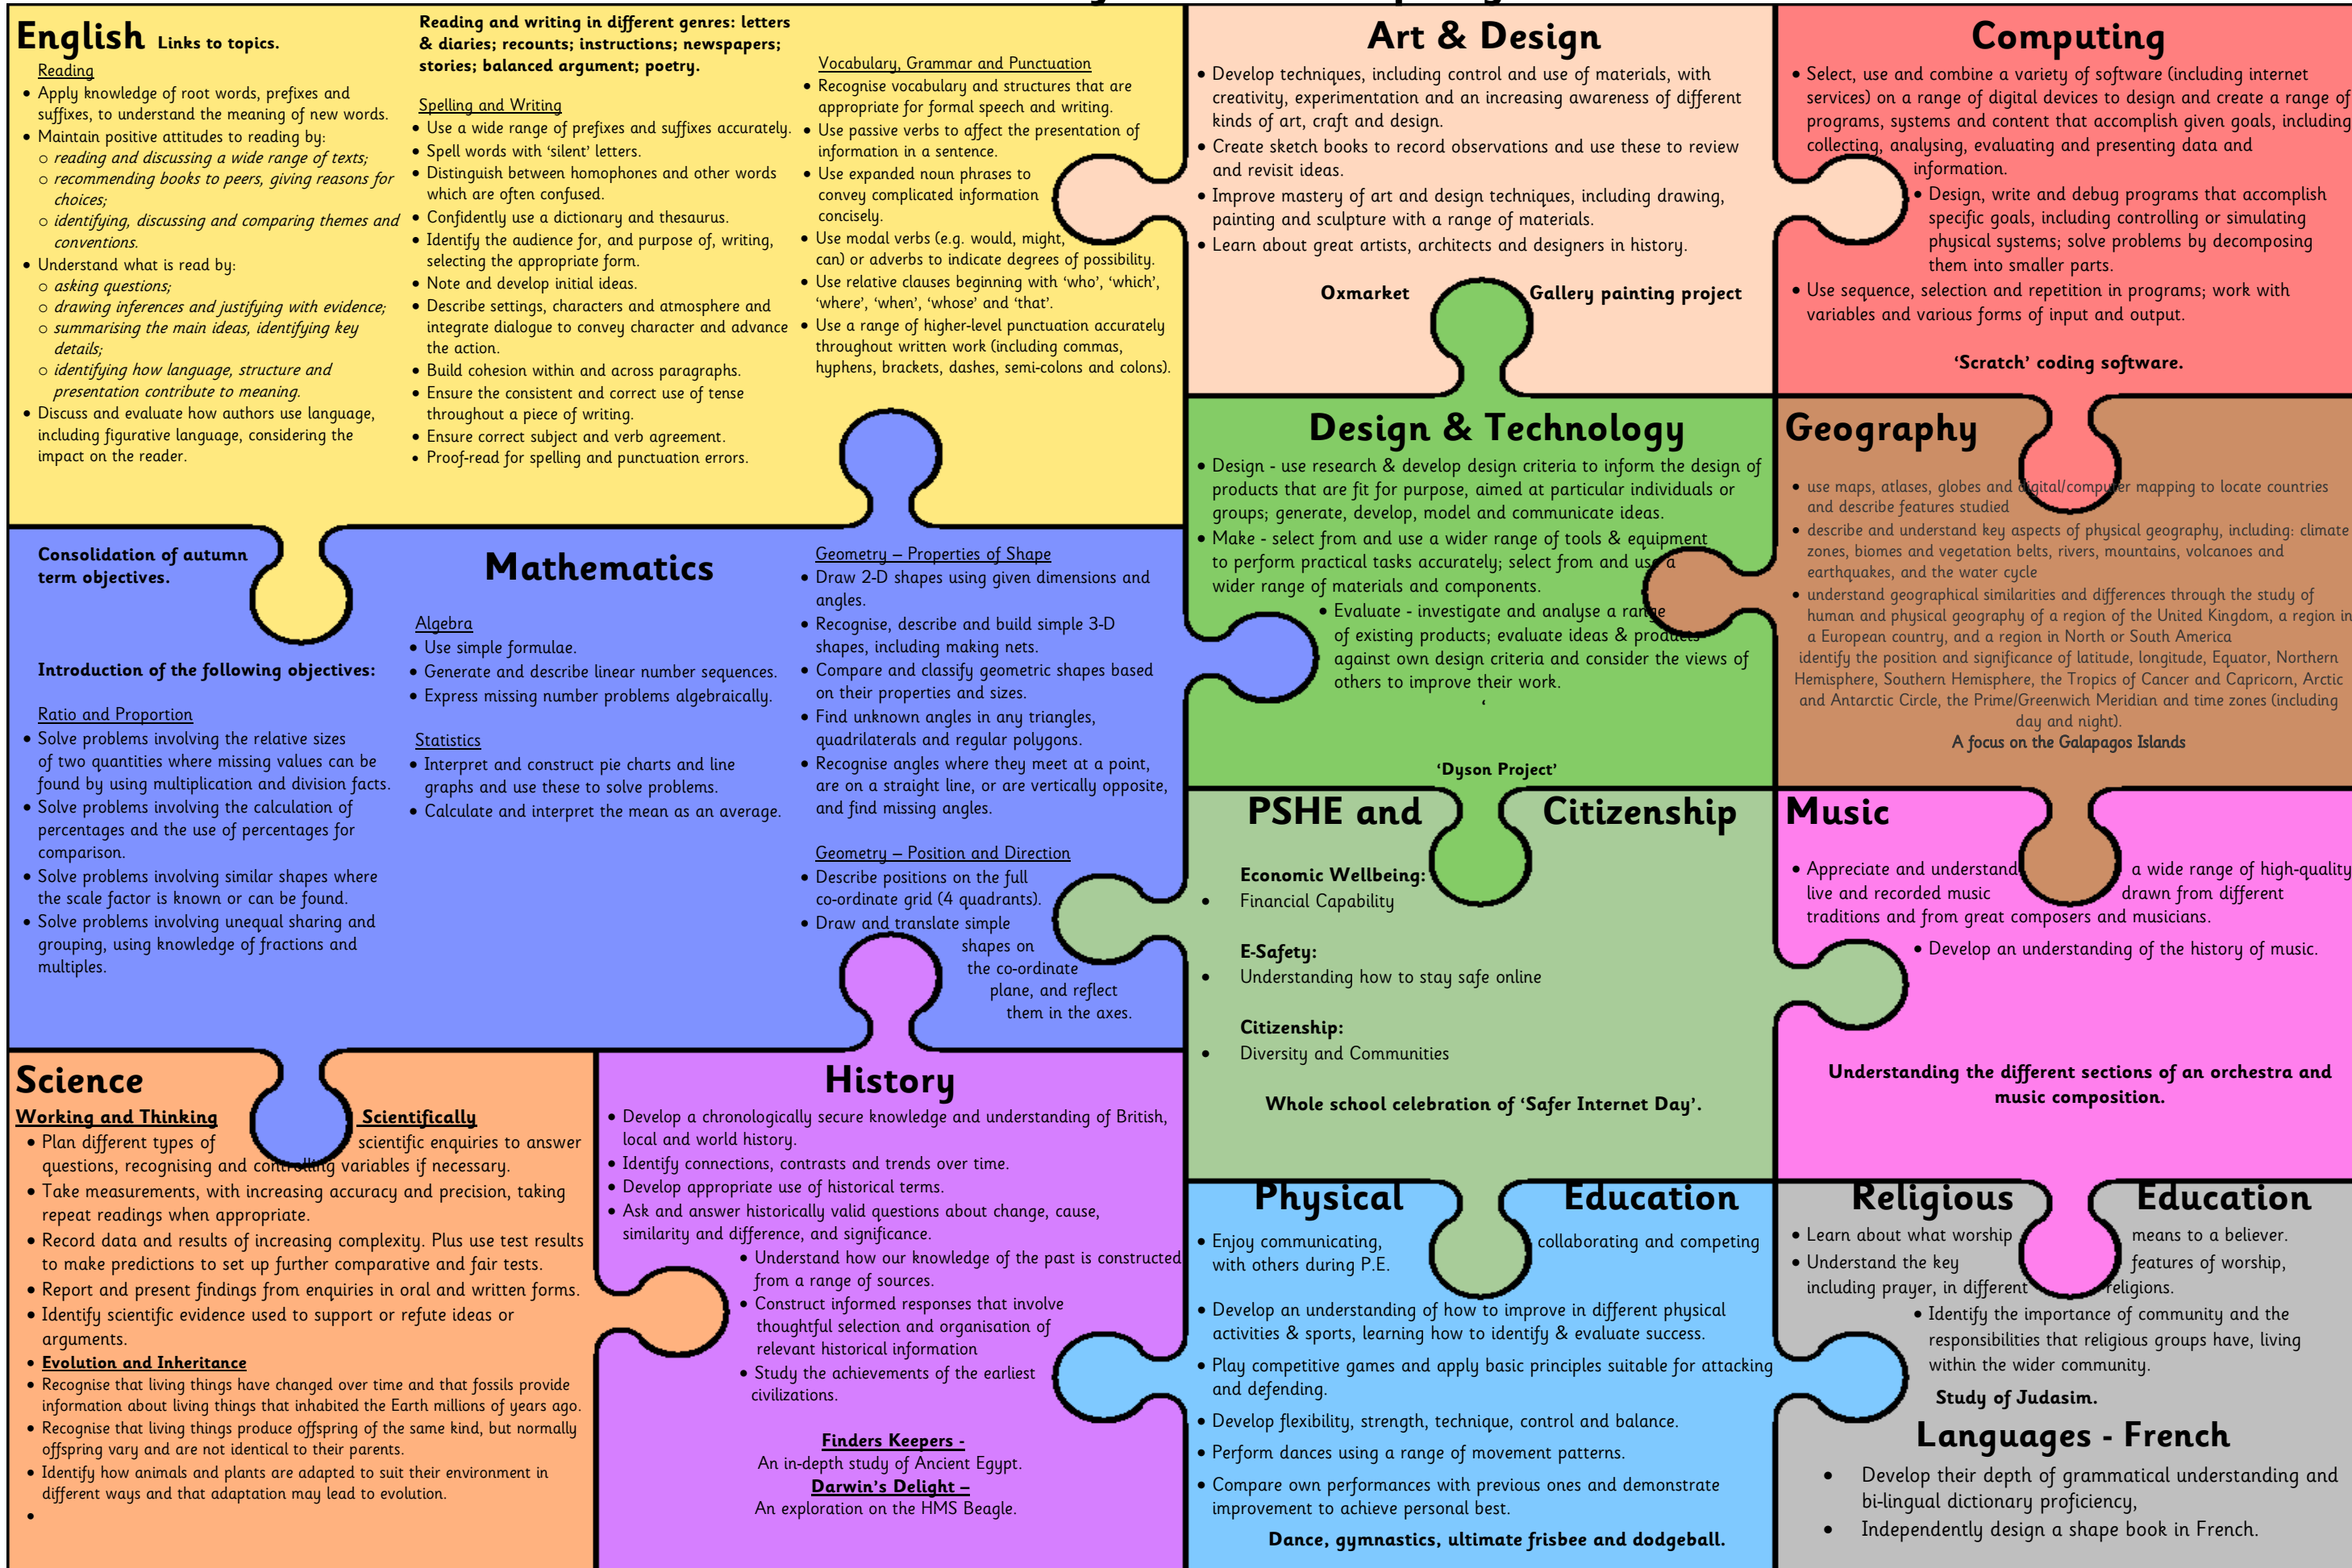 English Links to topics.
Reading
• Apply knowledge of root words, prefixes and
suffixes, to understand the meaning of new words.
• Maintain positive attitudes to reading by:
o reading and discussing a wide range of texts;
o recommending books to peers, giving reasons for
choices;
o identifying, discussing and comparing themes and
conventions.
• Understand what is read by:
o asking questions;
o drawing inferences and justifying with evidence;
o summarising the main ideas, identifying key
details;
o identifying how language, structure and
presentation contribute to meaning.
• Discuss and evaluate how authors use language,
including figurative language, considering the
impact on the reader.
Reading and writing in different genres: letters
& diaries; recounts; instructions; newspapers;
stories; balanced argument; poetry.
Spelling and Writing
• Use a wide range of prefixes and suffixes accurately.
• Spell words with ‘silent’ letters.
• Distinguish between homophones and other words
which are often confused.
• Confidently use a dictionary and thesaurus.
• Identify the audience for, and purpose of, writing,
selecting the appropriate form.
• Note and develop initial ideas.
• Describe settings, characters and atmosphere and
integrate dialogue to convey character and advance
the action.
• Build cohesion within and across paragraphs.
• Ensure the consistent and correct use of tense
throughout a piece of writing.
• Ensure correct subject and verb agreement.
• Proof-read for spelling and punctuation errors.
Vocabulary, Grammar and Punctuation
• Recognise vocabulary and structures that are
appropriate for formal speech and writing.
• Use passive verbs to affect the presentation of
information in a sentence.
• Use expanded noun phrases to
convey complicated information
concisely.
• Use modal verbs (e.g. would, might,
can) or adverbs to indicate degrees of possibility.
• Use relative clauses beginning with ‘who’, ‘which’,
‘where’, ‘when’, ‘whose’ and ‘that’.
• Use a range of higher-level punctuation accurately
throughout written work (including commas,
hyphens, brackets, dashes, semi-colons and colons).
Art & Design
• Develop techniques, including control and use of materials, with
creativity, experimentation and an increasing awareness of different
kinds of art, craft and design.
• Create sketch books to record observations and use these to review
and revisit ideas.
• Improve mastery of art and design techniques, including drawing,
painting and sculpture with a range of materials.
• Learn about great artists, architects and designers in history.
Oxmarket Gallery painting project
Computing
• Select, use and combine a variety of software (including internet
services) on a range of digital devices to design and create a range of
programs, systems and content that accomplish given goals, including
collecting, analysing, evaluating and presenting data and
information.
• Design, write and debug programs that accomplish
specific goals, including controlling or simulating
physical systems; solve problems by decomposing
them into smaller parts.
• Use sequence, selection and repetition in programs; work with
variables and various forms of input and output.
‘Scratch’ coding software.
Consolidation of autumn
term objectives.
Introduction of the following objectives:
Ratio and Proportion
• Solve problems involving the relative sizes
of two quantities where missing values can be
found by using multiplication and division facts.
• Solve problems involving the calculation of
percentages and the use of percentages for
comparison.
• Solve problems involving similar shapes where
the scale factor is known or can be found.
• Solve problems involving unequal sharing and
grouping, using knowledge of fractions and
multiples.
Mathematics
Algebra
• Use simple formulae.
• Generate and describe linear number sequences.
• Express missing number problems algebraically.
Statistics
• Interpret and construct pie charts and line
graphs and use these to solve problems.
• Calculate and interpret the mean as an average.
Geometry – Properties of Shape
• Draw 2-D shapes using given dimensions and
angles.
• Recognise, describe and build simple 3-D
shapes, including making nets.
• Compare and classify geometric shapes based
on their properties and sizes.
• Find unknown angles in any triangles,
quadrilaterals and regular polygons.
• Recognise angles where they meet at a point,
are on a straight line, or are vertically opposite,
and find missing angles.
Geometry – Position and Direction
• Describe positions on the full
co-ordinate grid (4 quadrants).
• Draw and translate simple
shapes on
the co-ordinate
plane, and reflect
them in the axes.
Design & Technology
• Design - use research & develop design criteria to inform the design of
products that are fit for purpose, aimed at particular individuals or
groups; generate, develop, model and communicate ideas.
• Make - select from and use a wider range of tools & equipment
to perform practical tasks accurately; select from and use a
wider range of materials and components.
• Evaluate - investigate and analyse a range
of existing products; evaluate ideas & products
against own design criteria and consider the views of
others to improve their work.
‘
‘Dyson Project’
Geography
• use maps, atlases, globes and digital/computer mapping to locate countries
and describe features studied
• describe and understand key aspects of physical geography, including: climate
zones, biomes and vegetation belts, rivers, mountains, volcanoes and
earthquakes, and the water cycle
• understand geographical similarities and differences through the study of
human and physical geography of a region of the United Kingdom, a region in
a European country, and a region in North or South America
identify the position and significance of latitude, longitude, Equator, Northern
Hemisphere, Southern Hemisphere, the Tropics of Cancer and Capricorn, Arctic
and Antarctic Circle, the Prime/Greenwich Meridian and time zones (including
day and night).
A focus on the Galapagos Islands
PSHE and Citizenship
Economic Wellbeing:
• Financial Capability
E-Safety:
• Understanding how to stay safe online
Citizenship:
• Diversity and Communities
Whole school celebration of ‘Safer Internet Day’.
Music
• Appreciate and understand a wide range of high-quality
live and recorded music drawn from different
traditions and from great composers and musicians.
• Develop an understanding of the history of music.
Understanding the different sections of an orchestra and
music composition.
Science
Working and Thinking Scientifically
• Plan different types of scientific enquiries to answer
questions, recognising and controlling variables if necessary.
• Take measurements, with increasing accuracy and precision, taking
repeat readings when appropriate.
• Record data and results of increasing complexity. Plus use test results
to make predictions to set up further comparative and fair tests.
• Report and present findings from enquiries in oral and written forms.
• Identify scientific evidence used to support or refute ideas or
arguments.
• Evolution and Inheritance
• Recognise that living things have changed over time and that fossils provide
information about living things that inhabited the Earth millions of years ago.
• Recognise that living things produce offspring of the same kind, but normally
offspring vary and are not identical to their parents.
• Identify how animals and plants are adapted to suit their environment in
different ways and that adaptation may lead to evolution.
•
History
• Develop a chronologically secure knowledge and understanding of British,
local and world history.
• Identify connections, contrasts and trends over time.
• Develop appropriate use of historical terms.
• Ask and answer historically valid questions about change, cause,
similarity and difference, and significance.
• Understand how our knowledge of the past is constructed
from a range of sources.
• Construct informed responses that involve
thoughtful selection and organisation of
relevant historical information
• Study the achievements of the earliest
civilizations.
Finders Keepers -
An in-depth study of Ancient Egypt.
Darwin’s Delight –
An exploration on the HMS Beagle.
Physical Education
• Enjoy communicating, collaborating and competing
with others during P.E.
• Develop an understanding of how to improve in different physical
activities & sports, learning how to identify & evaluate success.
• Play competitive games and apply basic principles suitable for attacking
and defending.
• Develop flexibility, strength, technique, control and balance.
• Perform dances using a range of movement patterns.
• Compare own performances with previous ones and demonstrate
improvement to achieve personal best.
Dance, gymnastics, ultimate frisbee and dodgeball.
Religious Education
• Learn about what worship means to a believer.
• Understand the key features of worship,
including prayer, in different religions.
• Identify the importance of community and the
responsibilities that religious groups have, living
within the wider community.
Study of Judasim.
Languages - French
• Develop their depth of grammatical understanding and
bi-lingual dictionary proficiency,
• Independently design a shape book in French.